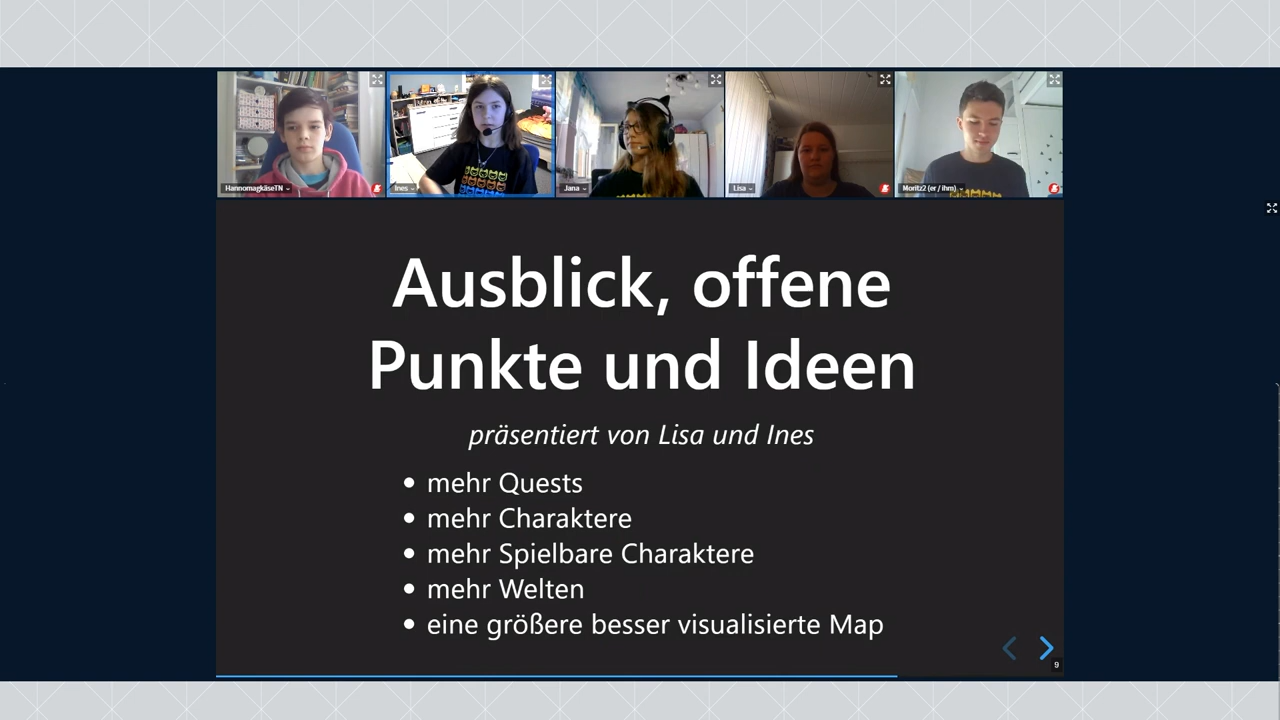 HannomagkäseTN
Ines
Jana
Lisa
Moritz2 (er / ihm)
Ausblick, offene
Punkte und Ideen
präsentiert von Lisa und Ines
• mehr Quests
• mehr Charaktere
• mehr Spielbare Charaktere
• mehr Welten
• eine größere besser visualisierte Map
9